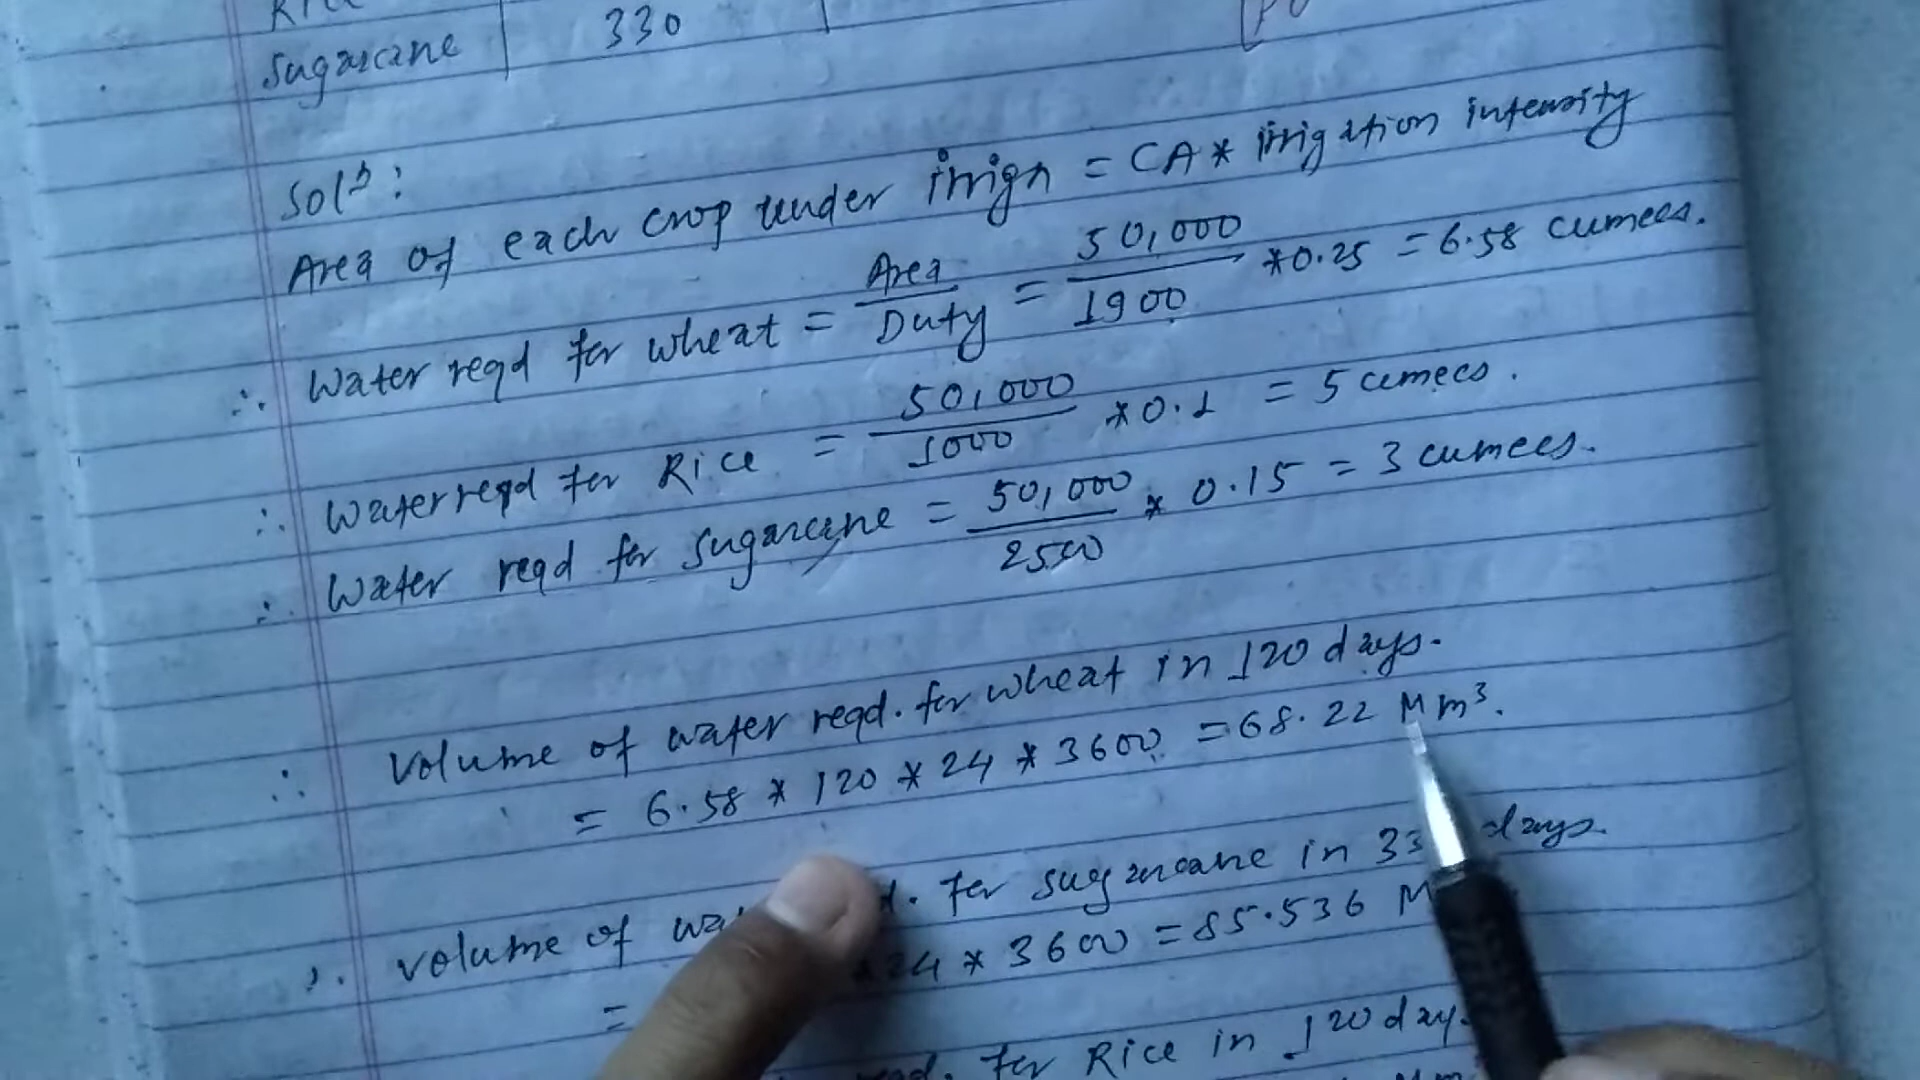 Sugarcane 330
Soln:
Area of each crop under irrign = CA * irrigation intensity
∴ Water reqd for wheat = Area/Duty = 50,000/1900 *0.25 = 6.58 cumecs.
∴ Water reqd for Rice = 50,000/1000 *0.1 = 5 cumecs.
∴ Water reqd for sugarcane = 50,000/2500 * 0.15 = 3 cumecs.
∴ Volume of water reqd. for wheat in 120 days.
= 6.58 * 120 * 24 * 3600 = 68.22 Mm³.
∴ Volume of d. for sugarcane in days.
= 24 * 3600 = 85.536 M
for Rice in 120 day